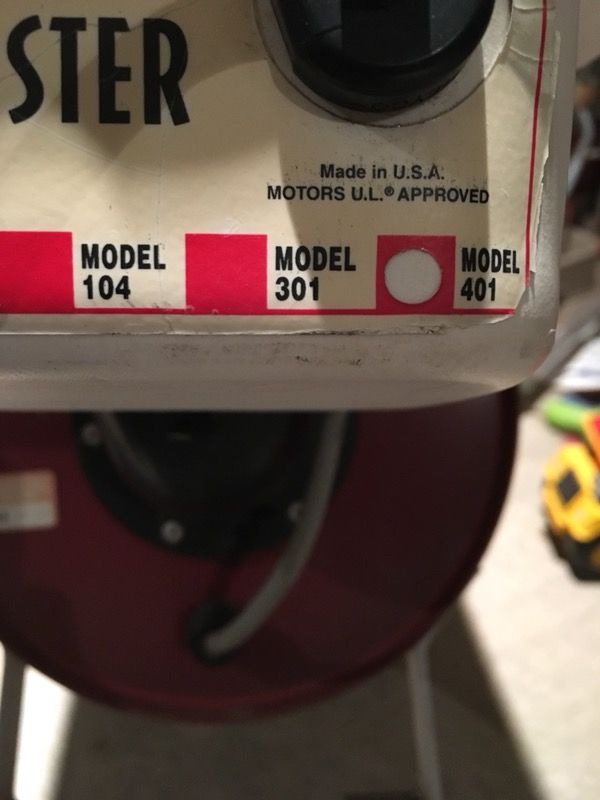 STER
Made in U.S.A.
MOTORS U.L.® APPROVED
MODEL
104
MODEL
301
MODEL
401